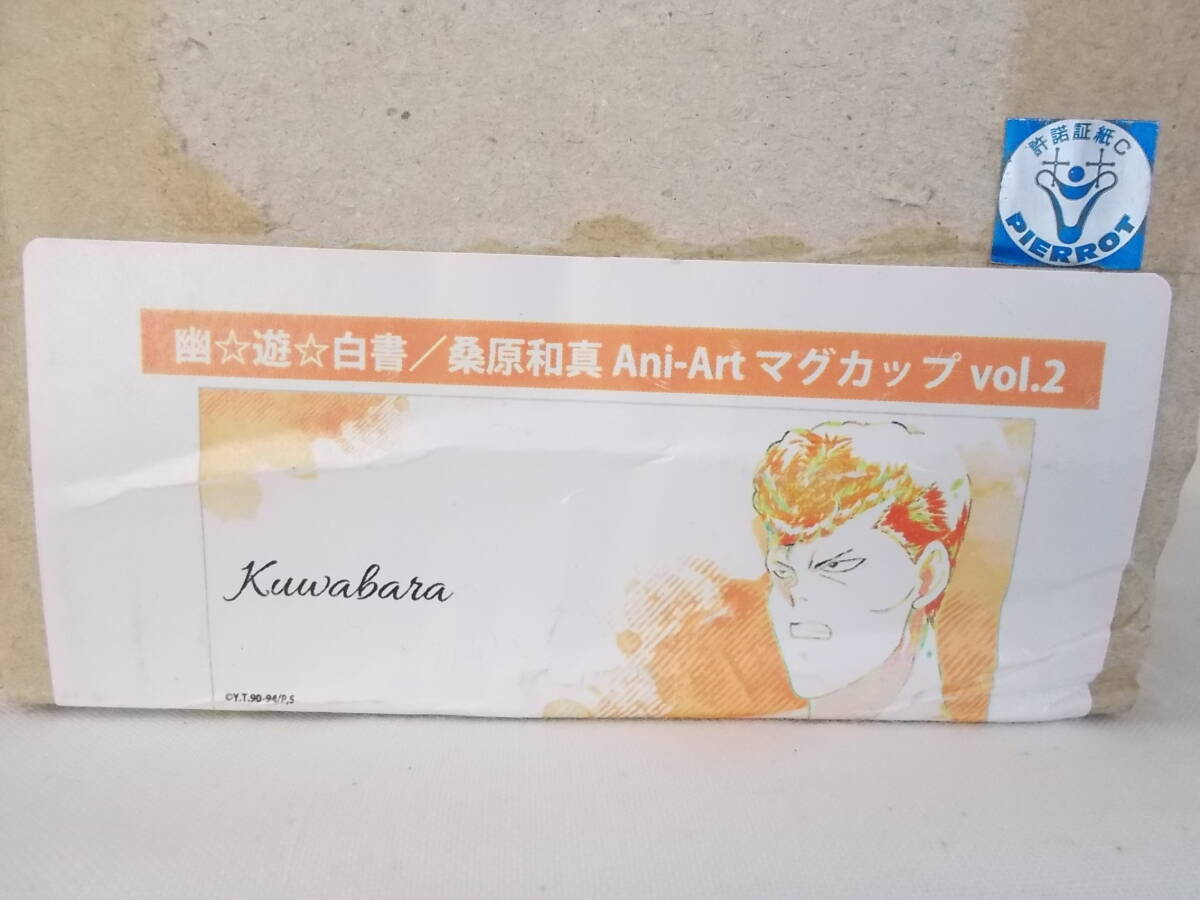 許諾証紙C
PIERROT
幽☆遊☆白書／桑原和真 Ani-Art マグカップ vol.2
Kuwabara
©Y.T.90-94/P,S